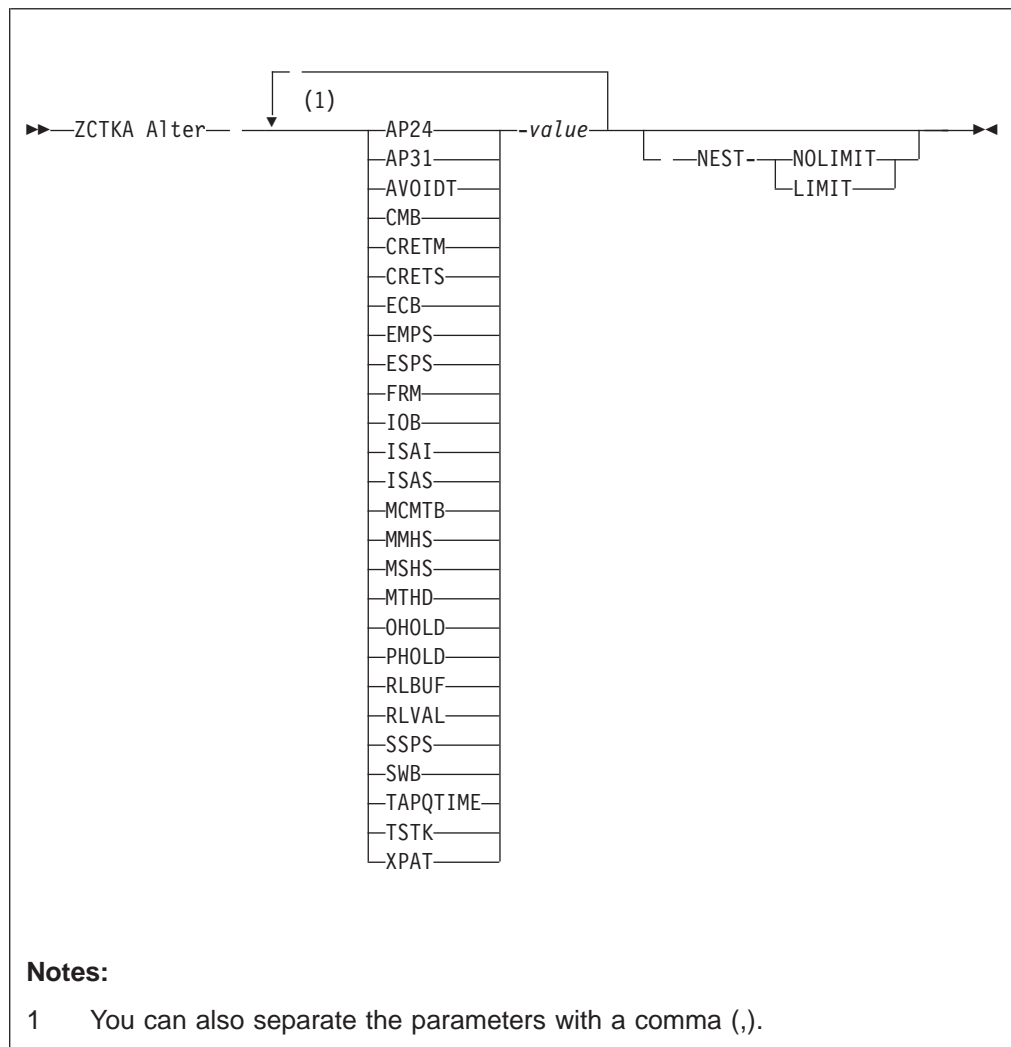 (1)
ZCTKA Alter AP24 -value
AP31 NEST- NOLIMIT
AVOIDT LIMIT
CMB
CRETM
CRETS
ECB
EMPS
ESPS
FRM
IOB
ISAI
ISAS
MCMTB
MMHS
MSHS
MTHD
OHOLD
PHOLD
RLBUF
RLVAL
SSPS
SWB
TAPQTIME
TSTK
XPAT
Notes:
1 You can also separate the parameters with a comma (,).